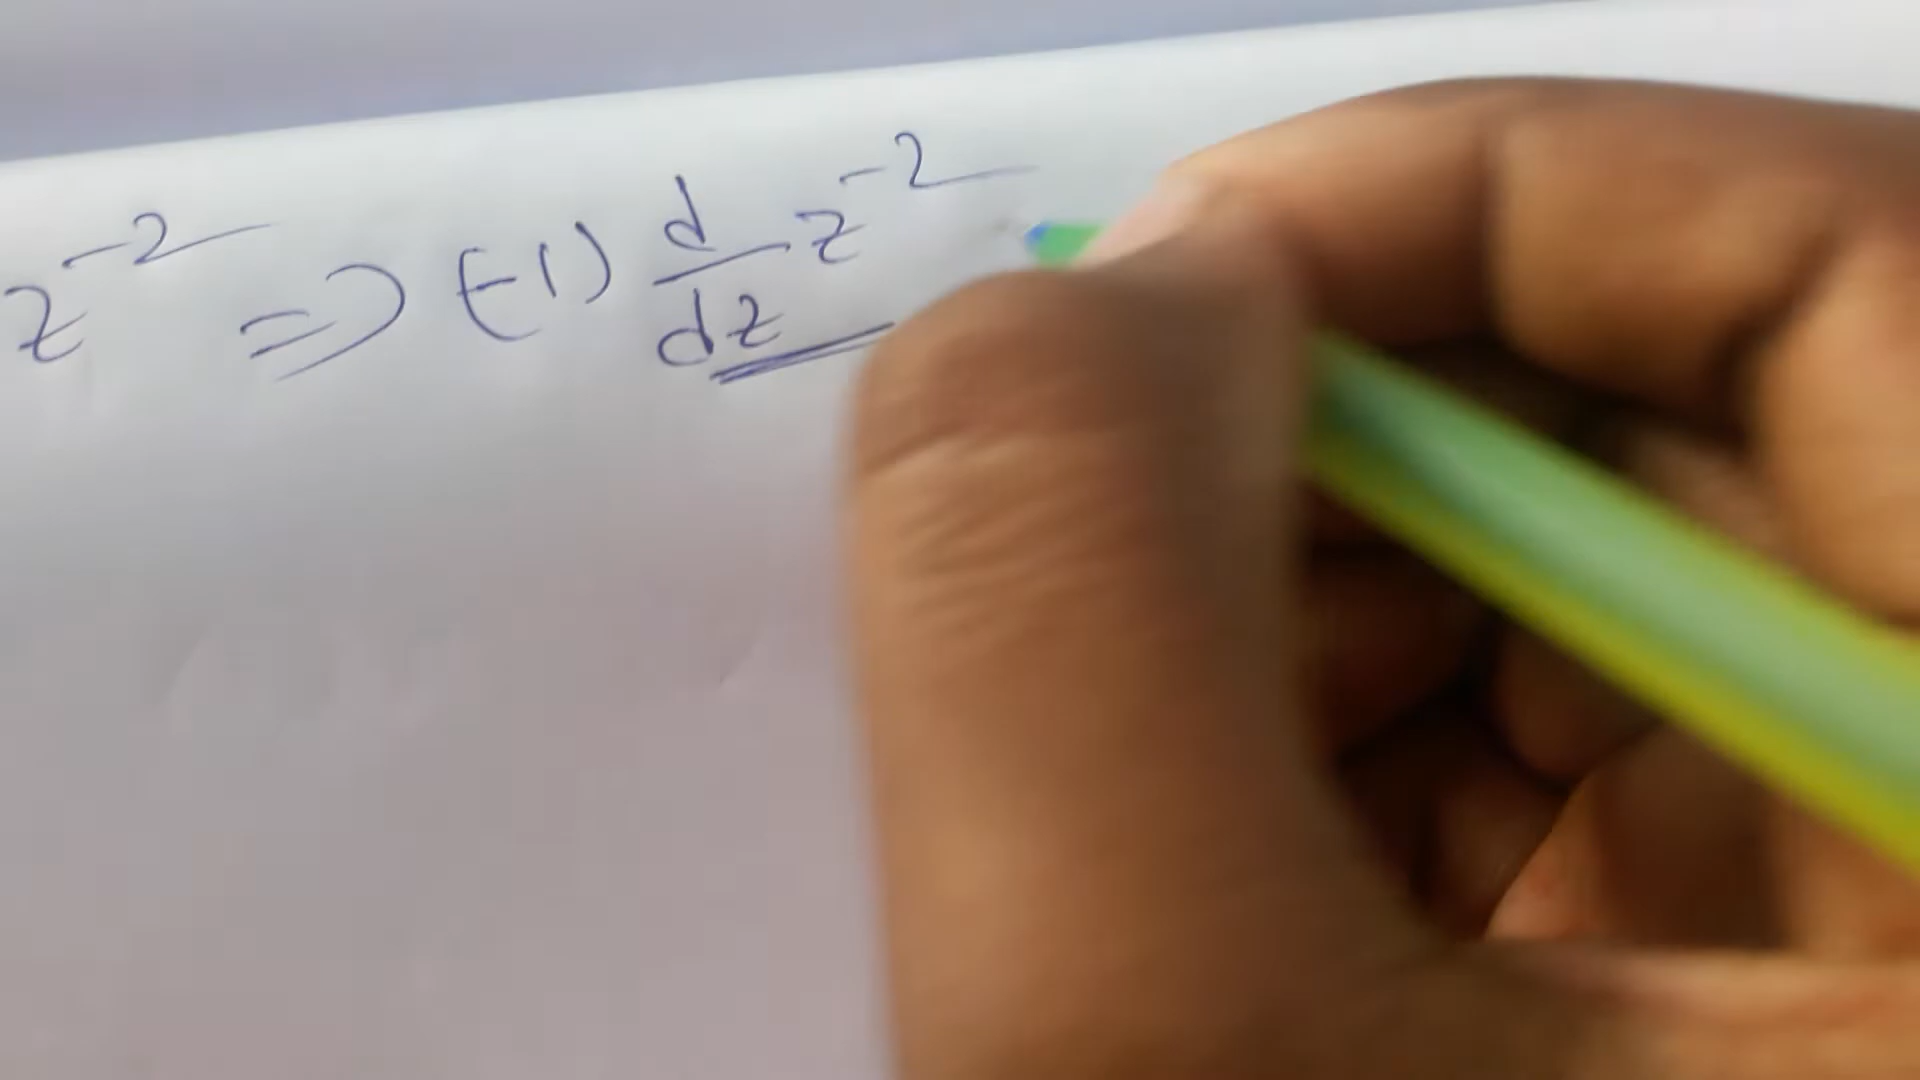 z⁻² ⇒ (-1) d/dz z⁻²